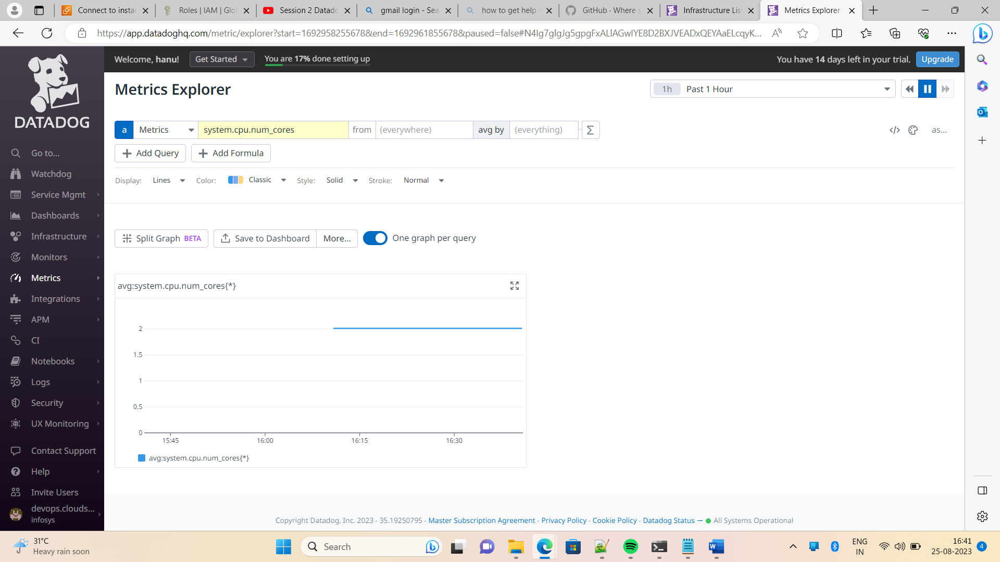 Connect to insta
Roles | IAM | Glo
Session 2 Datado
gmail login - Sea
how to get help i
GitHub · Where s
Infrastructure Lis
Metrics Explorer
https://app.datadoghq.com/metric/explorer?start=1692958255678&end=1692961855678&paused=false#N4Ig7glgJg5gpgFxALlAGwIYE8D2BXJVEADxQEYAaELcqyK...
Welcome, hanu!
Get Started
You are 17% done setting up
You have 14 days left in your trial.
Upgrade
DATADOG
Go to...
Watchdog
Service Mgmt
Dashboards
Infrastructure
Monitors
Metrics
Integrations
APM
CI
Notebooks
Logs
Security
UX Monitoring
Contact Support
Help
Invite Users
devops.clouds...
infosys
Metrics Explorer
1h Past 1 Hour
a Metrics system.cpu.num_cores from (everywhere) avg by (everything) Σ
</> as...
Add Query
Add Formula
Display: Lines Color: Classic Style: Solid Stroke: Normal
Split Graph BETA
Save to Dashboard
More...
One graph per query
avg:system.cpu.num_cores{*}
2
1.5
1
0.5
0
15:45 16:00 16:15 16:30
avg:system.cpu.num_cores{*}
Copyright Datadog, Inc. 2023 - 35.19250795 - Master Subscription Agreement - Privacy Policy - Cookie Policy - Datadog Status → All Systems Operational
31°C
Heavy rain soon
Search
ENG
IN
16:41
25-08-2023
4